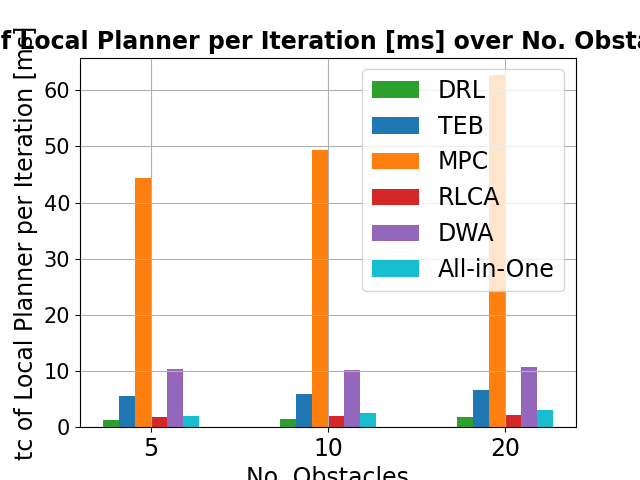 f Local Planner per Iteration [ms] over No. Obsta
tc of Local Planner per Iteration [ms]
60
50
40
30
20
10
0
DRL
TEB
MPC
RLCA
DWA
All-in-One
5 10 20
No. Obstacles